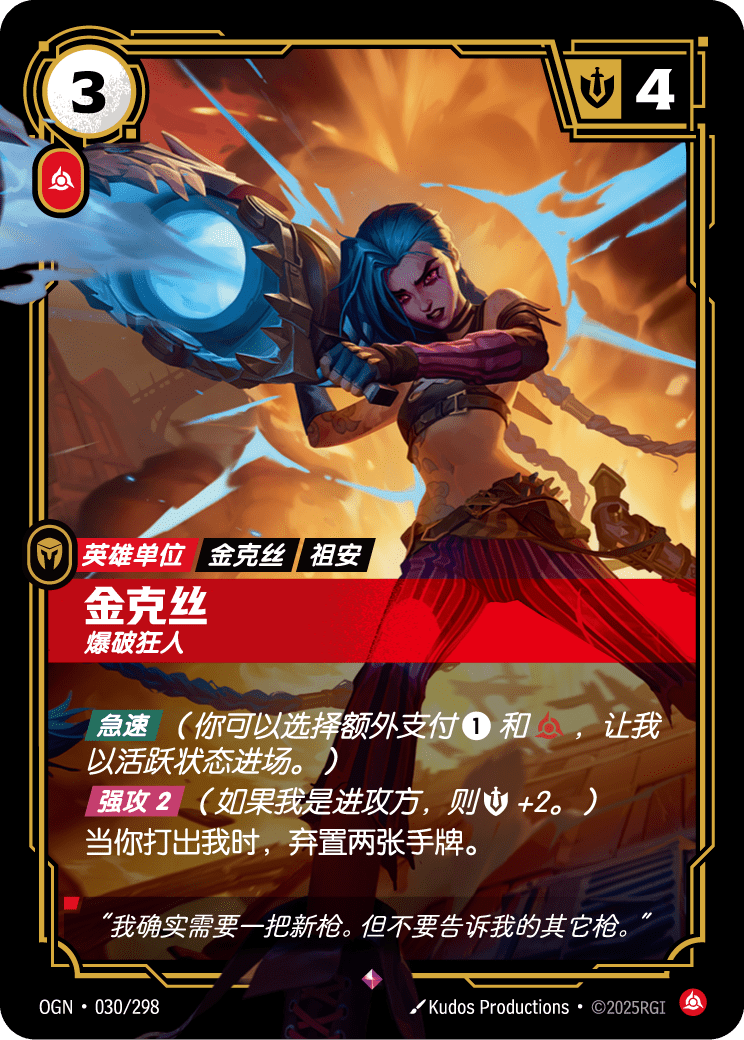 3
4
英雄单位 金克丝 祖安
金克丝
爆破狂人
急速 (你可以选择额外支付 1 和 , 让我
以活跃状态进场。)
强攻 2 (如果我是进攻方, 则 +2。)
当你打出我时, 弃置两张手牌。
“我确实需要一把新枪。但不要告诉我的其它枪。”
OGN • 030/298 Kudos Productions • ©2025RGI